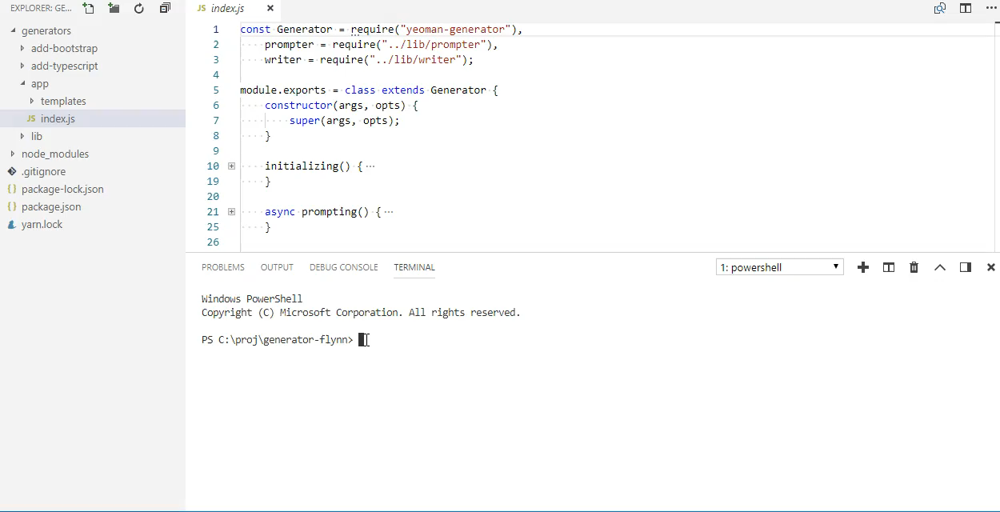 EXPLORER: GE...
generators
add-bootstrap
add-typescript
app
templates
JS index.js
lib
node_modules
.gitignore
{} package-lock.json
{} package.json
yarn.lock
JS index.js
1 const Generator = require("yeoman-generator"),
2 prompter = require("../lib/prompter"),
3 writer = require("../lib/writer");
4
5 module.exports = class extends Generator {
6 constructor(args, opts) {
7 super(args, opts);
8 }
9
10 initializing() {...
19 }
20
21 async prompting() {...
25 }
26
PROBLEMS OUTPUT DEBUG CONSOLE TERMINAL 1: powershell
Windows PowerShell
Copyright (C) Microsoft Corporation. All rights reserved.
PS C:\proj\generator-flynn>